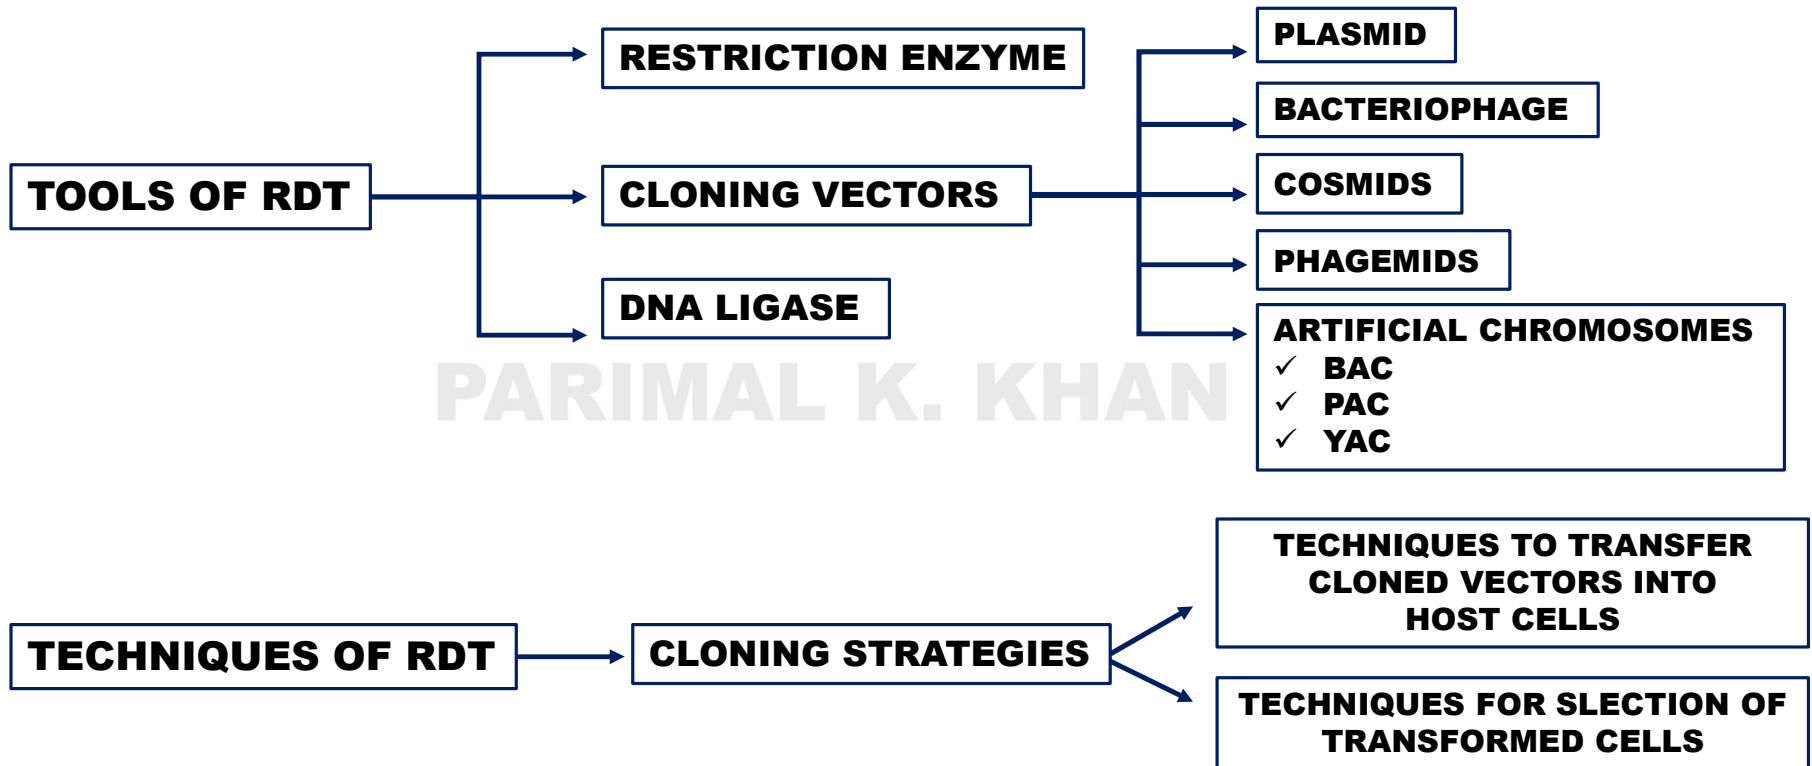 TOOLS OF RDT
RESTRICTION ENZYME
CLONING VECTORS
DNA LIGASE
PLASMID
BACTERIOPHAGE
COSMIDS
PHAGEMIDS
ARTIFICIAL CHROMOSOMES
✓ BAC
✓ PAC
✓ YAC
PARIMAL K. KHAN
TECHNIQUES OF RDT
CLONING STRATEGIES
TECHNIQUES TO TRANSFER
CLONED VECTORS INTO
HOST CELLS
TECHNIQUES FOR SLECTION OF
TRANSFORMED CELLS